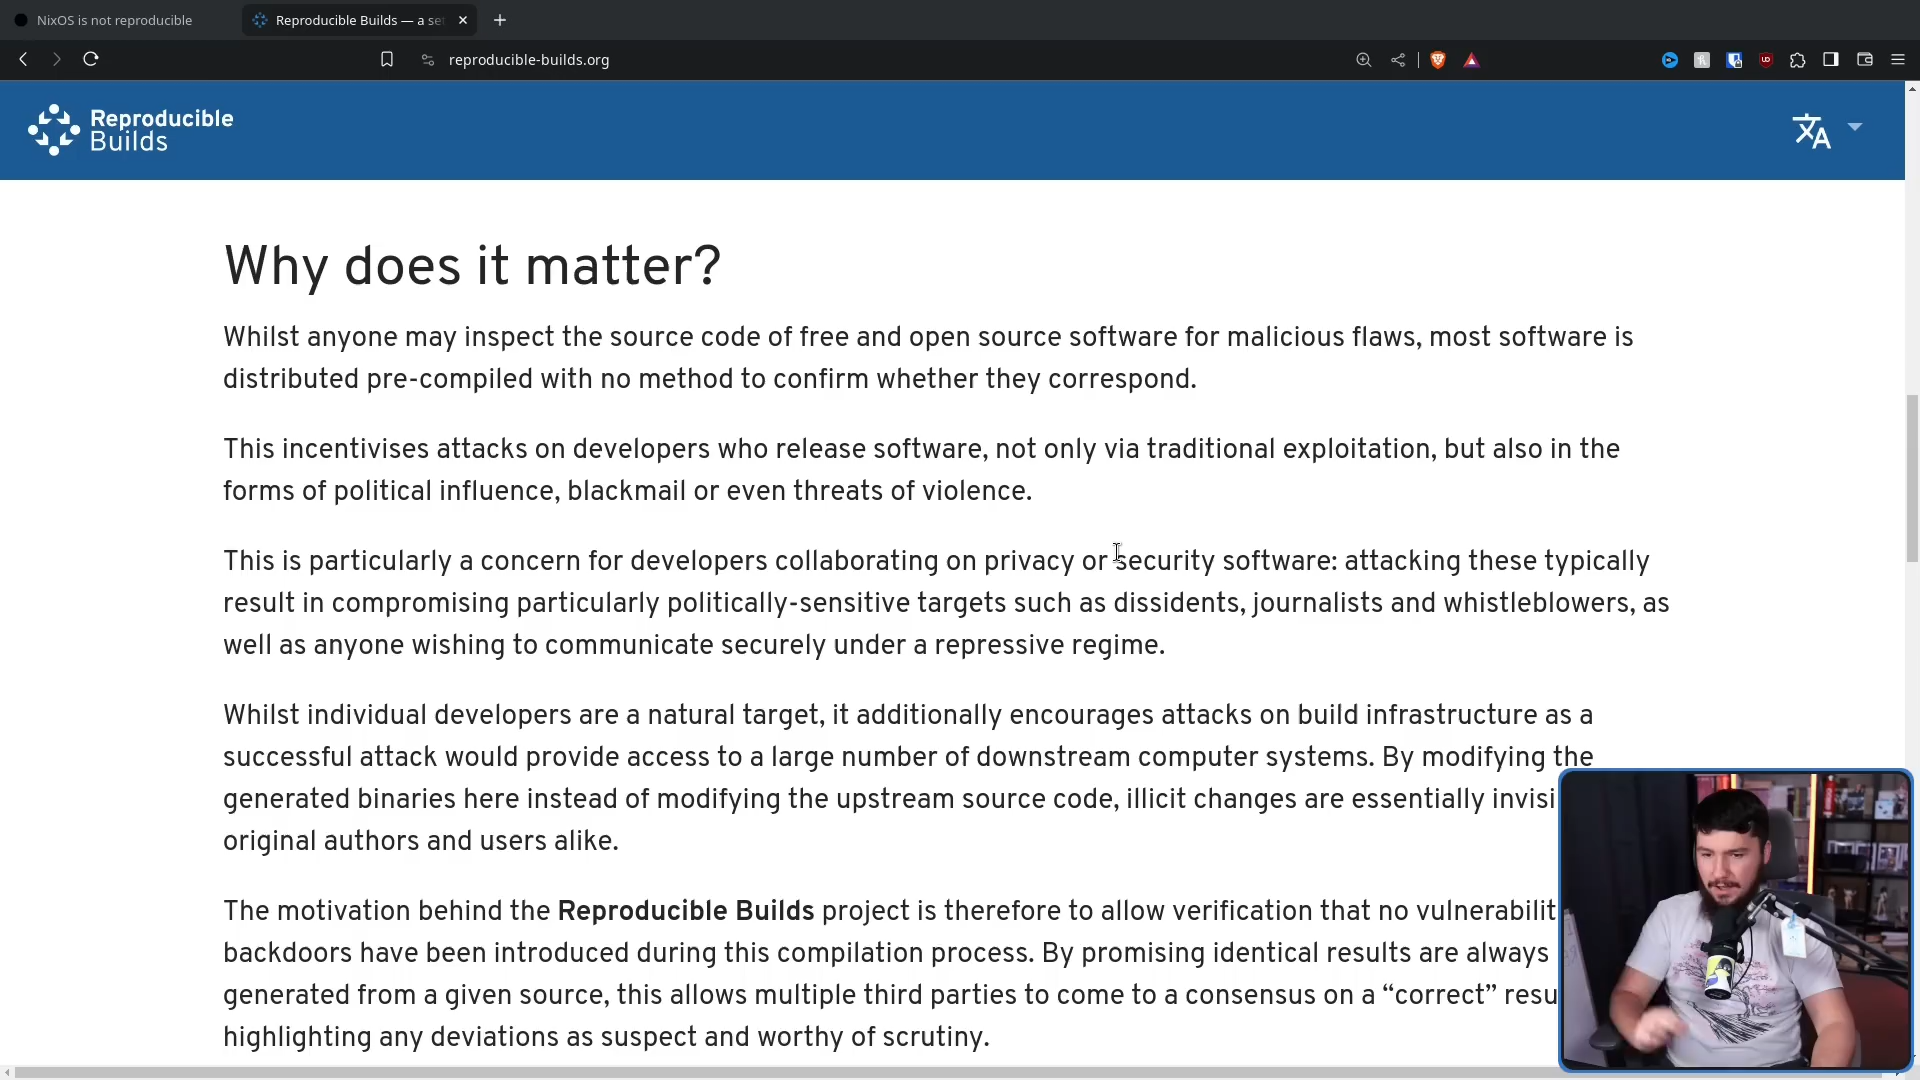 NixOS is not reproducible
Reproducible Builds — a se
reproducible-builds.org
Reproducible
Builds
Why does it matter?
Whilst anyone may inspect the source code of free and open source software for malicious flaws, most software is
distributed pre-compiled with no method to confirm whether they correspond.
This incentivises attacks on developers who release software, not only via traditional exploitation, but also in the
forms of political influence, blackmail or even threats of violence.
This is particularly a concern for developers collaborating on privacy or security software: attacking these typically
result in compromising particularly politically-sensitive targets such as dissidents, journalists and whistleblowers, as
well as anyone wishing to communicate securely under a repressive regime.
Whilst individual developers are a natural target, it additionally encourages attacks on build infrastructure as a
successful attack would provide access to a large number of downstream computer systems. By modifying the
generated binaries here instead of modifying the upstream source code, illicit changes are essentially invisi
original authors and users alike.
The motivation behind the Reproducible Builds project is therefore to allow verification that no vulnerabilit
backdoors have been introduced during this compilation process. By promising identical results are always
generated from a given source, this allows multiple third parties to come to a consensus on a “correct” resu
highlighting any deviations as suspect and worthy of scrutiny.